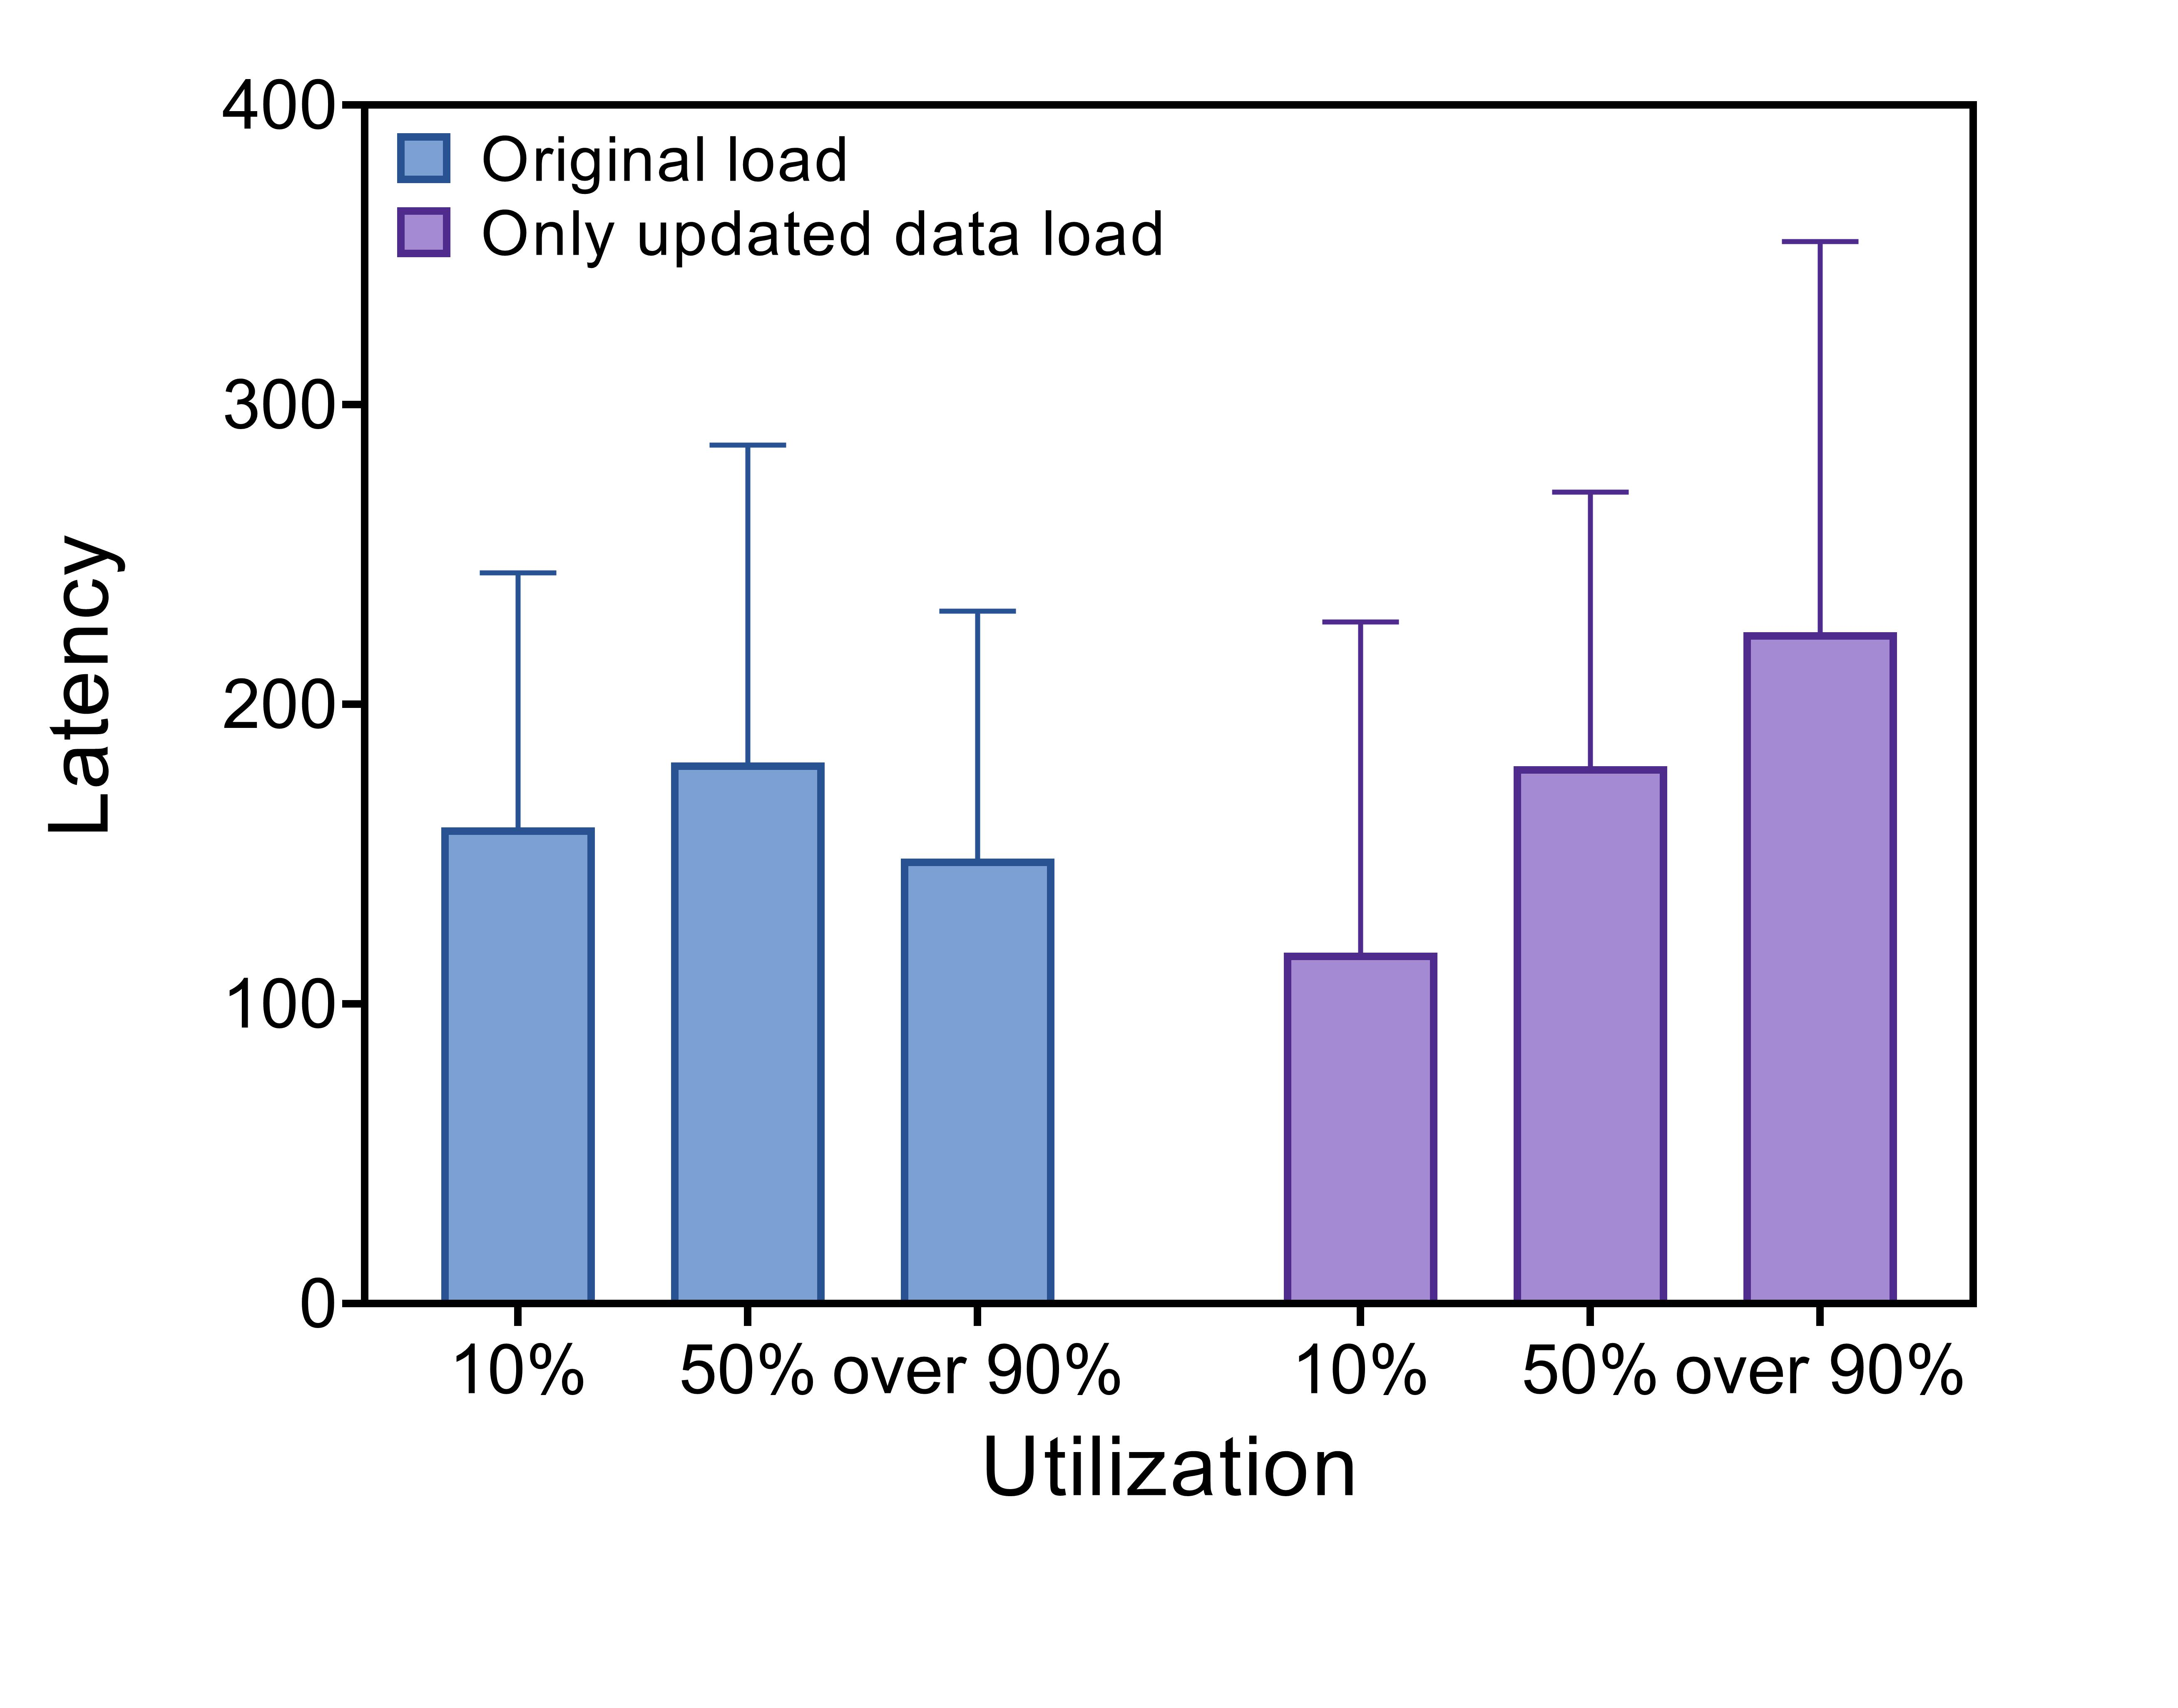 400
300
200
100
0
Latency
Original load
Only updated data load
10% 50% over 90% 10% 50% over 90%
Utilization